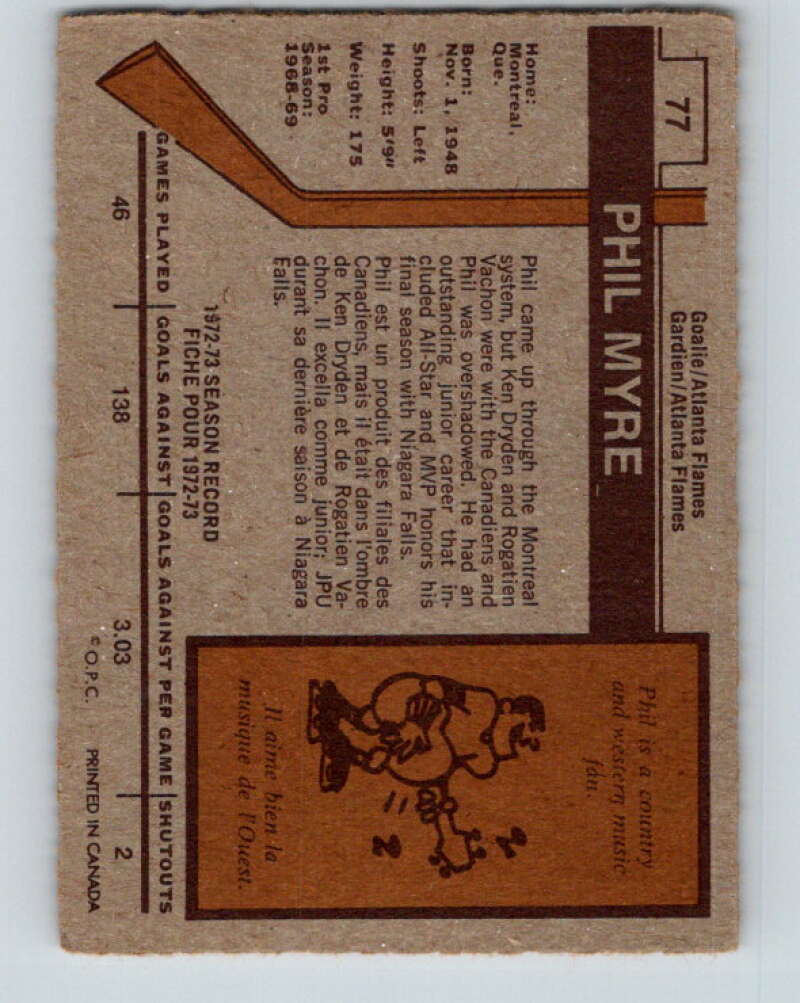 77
Goalie/Atlanta Flames
Gardien/Atlanta Flames
PHIL MYRE
Home:
Montreal,
Que.
Born:
Nov. 1, 1948
Shoots: Left
Height: 5'9"
Weight: 175
1st Pro
Season:
1968-69
Phil came up through the Montreal
system, but Ken Dryden and Rogatien
Vachon were with the Canadiens and
Phil was overshadowed. He had an
outstanding junior career that in-
cluded All-Star and MVP honors his
final season with Niagara Falls.
Phil est un produit des filiales des
Canadiens, mais il était dans l'ombre
de Ken Dryden et de Rogatien Va-
chon. Il excella comme junior; JPU
durant sa dernière saison à Niagara
Falls.
Phil is a country
and western music
fan.
Il aime bien la
musique de l'Ouest.
1972-73 SEASON RECORD
FICHE POUR 1972-73
GAMES PLAYED GOALS AGAINST GOALS AGAINST PER GAME SHUTOUTS
46 138 3.03 2
© O.P.C. PRINTED IN CANADA